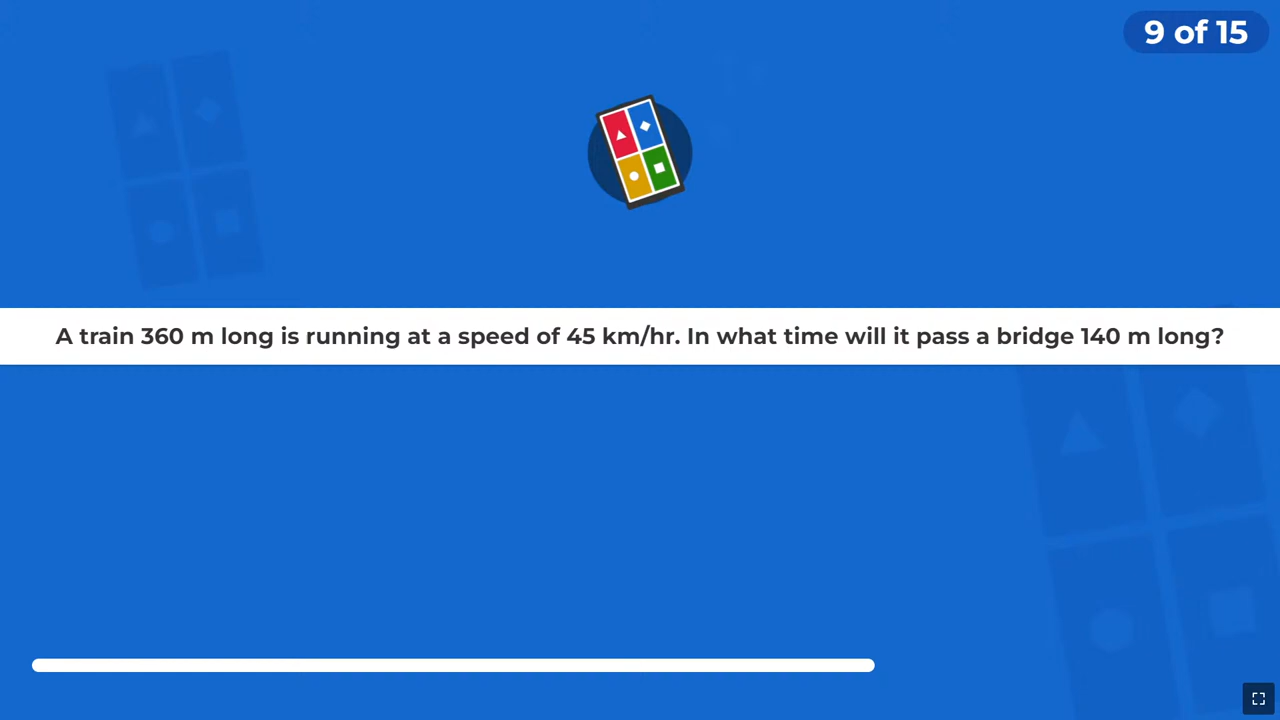 9 of 15
A train 360 m long is running at a speed of 45 km/hr. In what time will it pass a bridge 140 m long?